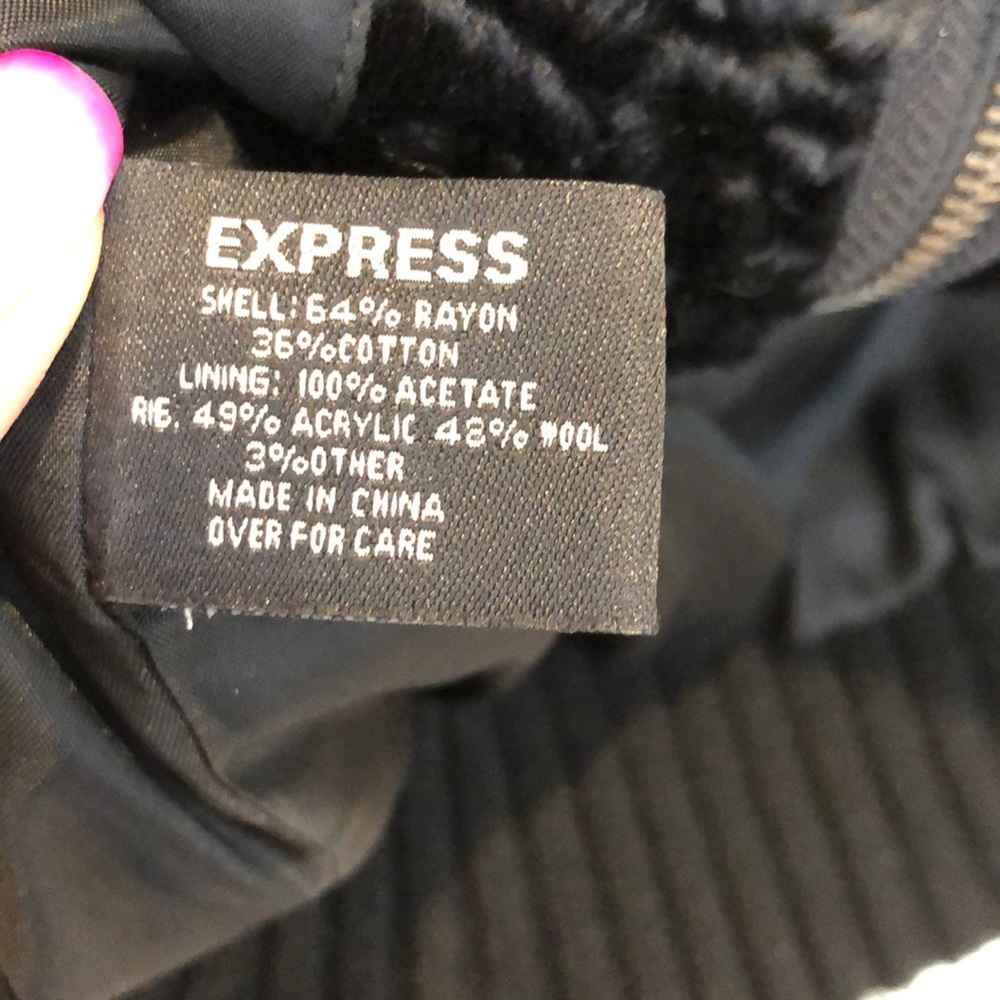 EXPRESS
SHELL: 64% RAYON
36% COTTON
LINING: 100% ACETATE
RIB: 49% ACRYLIC 48% WOOL
3% OTHER
MADE IN CHINA
OVER FOR CARE